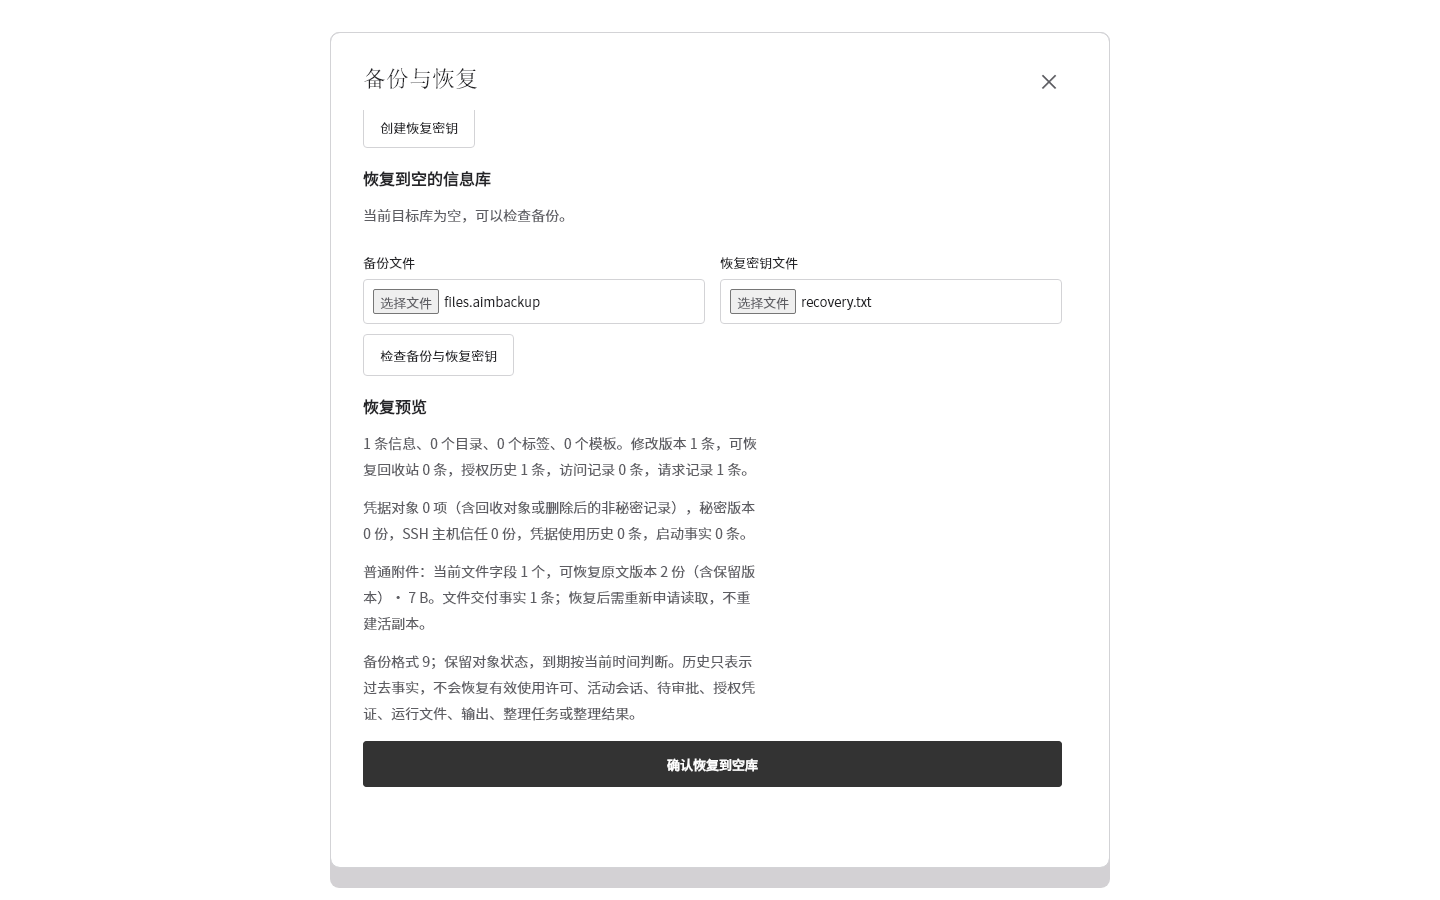 备份与恢复
创建恢复密钥
恢复到空的信息库
当前目标库为空，可以检查备份。
备份文件
恢复密钥文件
选择文件 files.aimbackup
选择文件 recovery.txt
检查备份与恢复密钥
恢复预览
1 条信息、0 个目录、0 个标签、0 个模板。修改版本 1 条，可恢
复回收站 0 条，授权历史 1 条，访问记录 0 条，请求记录 1 条。
凭据对象 0 项（含回收对象或删除后的非秘密记录），秘密版本
0 份，SSH 主机信任 0 份，凭据使用历史 0 条，启动事实 0 条。
普通附件：当前文件字段 1 个，可恢复原文版本 2 份（含保留版
本）· 7 B。文件交付事实 1 条；恢复后需重新申请读取，不重
建活副本。
备份格式 9；保留对象状态，到期按当前时间判断。历史只表示
过去事实，不会恢复有效使用许可、活动会话、待审批、授权凭
证、运行文件、输出、整理任务或整理结果。
确认恢复到空库